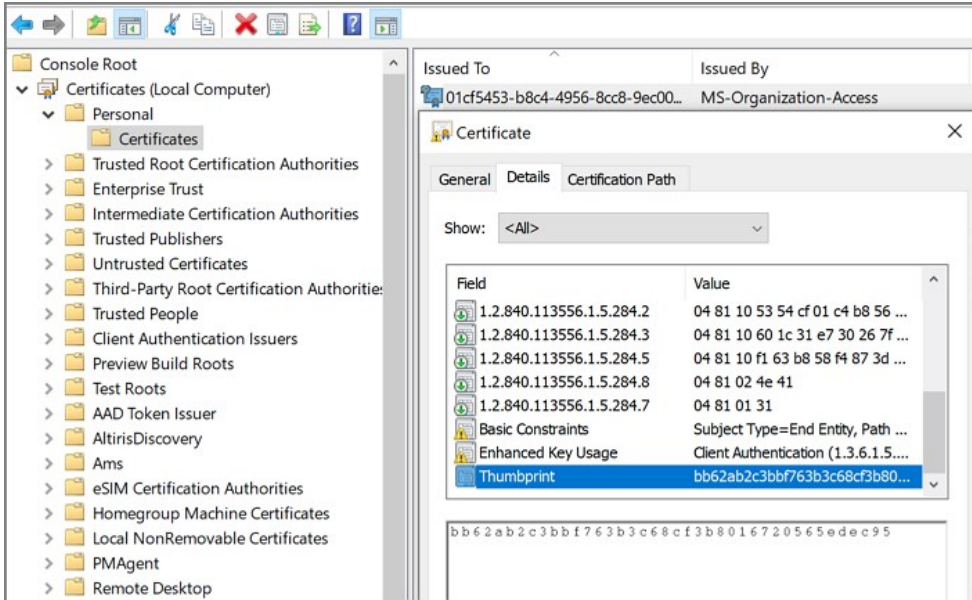 Console Root
Certificates (Local Computer)
Personal
Certificates
Trusted Root Certification Authorities
Enterprise Trust
Intermediate Certification Authorities
Trusted Publishers
Untrusted Certificates
Third-Party Root Certification Authorities
Trusted People
Client Authentication Issuers
Preview Build Roots
Test Roots
AAD Token Issuer
AltirisDiscovery
Ams
eSIM Certification Authorities
Homegroup Machine Certificates
Local NonRemovable Certificates
PMAgent
Remote Desktop
Issued To Issued By
01cf5453-b8c4-4956-8cc8-9ec00... MS-Organization-Access
Certificate
General Details Certification Path
Show: <All>
Field Value
1.2.840.113556.1.5.284.2 04 81 10 53 54 cf 01 c4 b8 56 ...
1.2.840.113556.1.5.284.3 04 81 10 60 1c 31 e7 30 26 7f ...
1.2.840.113556.1.5.284.5 04 81 10 f1 63 b8 58 f4 87 3d ...
1.2.840.113556.1.5.284.8 04 81 02 4e 41
1.2.840.113556.1.5.284.7 04 81 01 31
Basic Constraints Subject Type=End Entity, Path ...
Enhanced Key Usage Client Authentication (1.3.6.1.5....
Thumbprint bb62ab2c3bbf763b3c68cf3b80...
bb62ab2c3bbf763b3c68cf3b801672 0565edec95